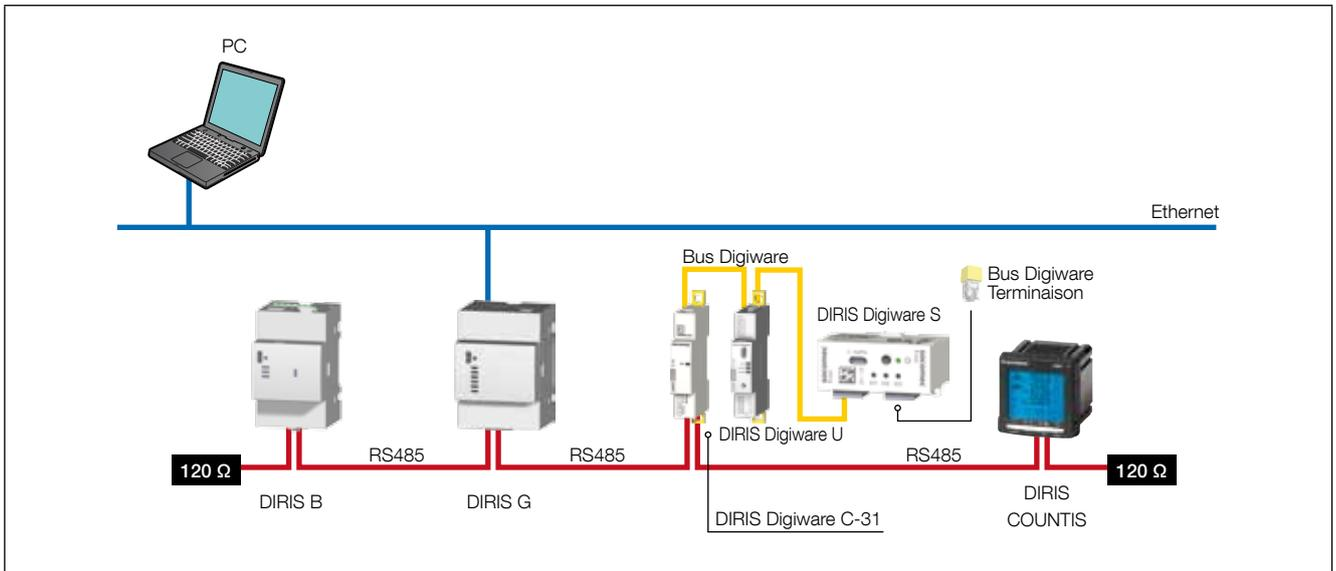 PC
Ethernet
Bus Digiware
Bus Digiware
Terminaison
DIRIS Digiware S
DIRIS Digiware U
RS485
RS485
RS485
120 Ω
120 Ω
DIRIS B
DIRIS G
DIRIS
COUNTIS
DIRIS Digiware C-31